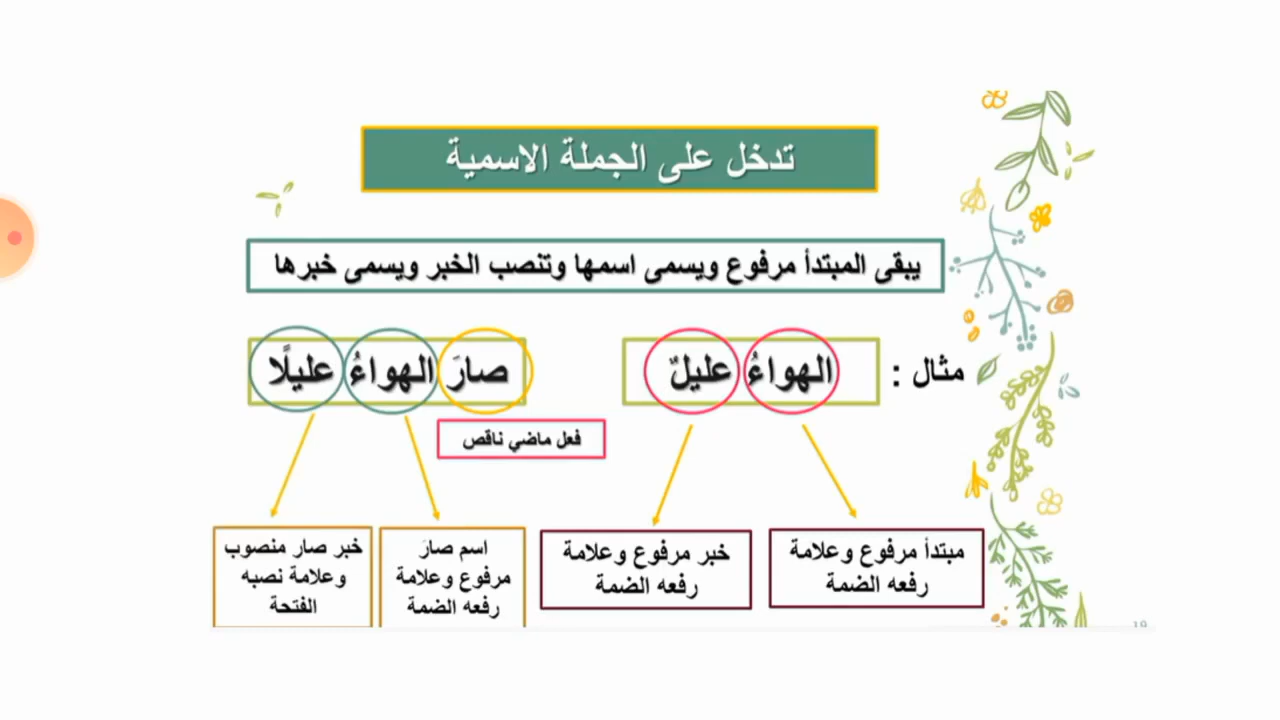 تدخل على الجملة الاسمية
يبقى المبتدأ مرفوع ويسمى اسمها وتنصب الخبر ويسمى خبرها
مثال :
الهواءُ عليلٌ
صارَ الهواءُ عليلًا
فعل ماضي ناقص
مبتدأ مرفوع وعلامة
رفعه الضمة
خبر مرفوع وعلامة
رفعه الضمة
اسم صارَ
مرفوع وعلامة
رفعه الضمة
خبر صار منصوب
وعلامة نصبه
الفتحة
19